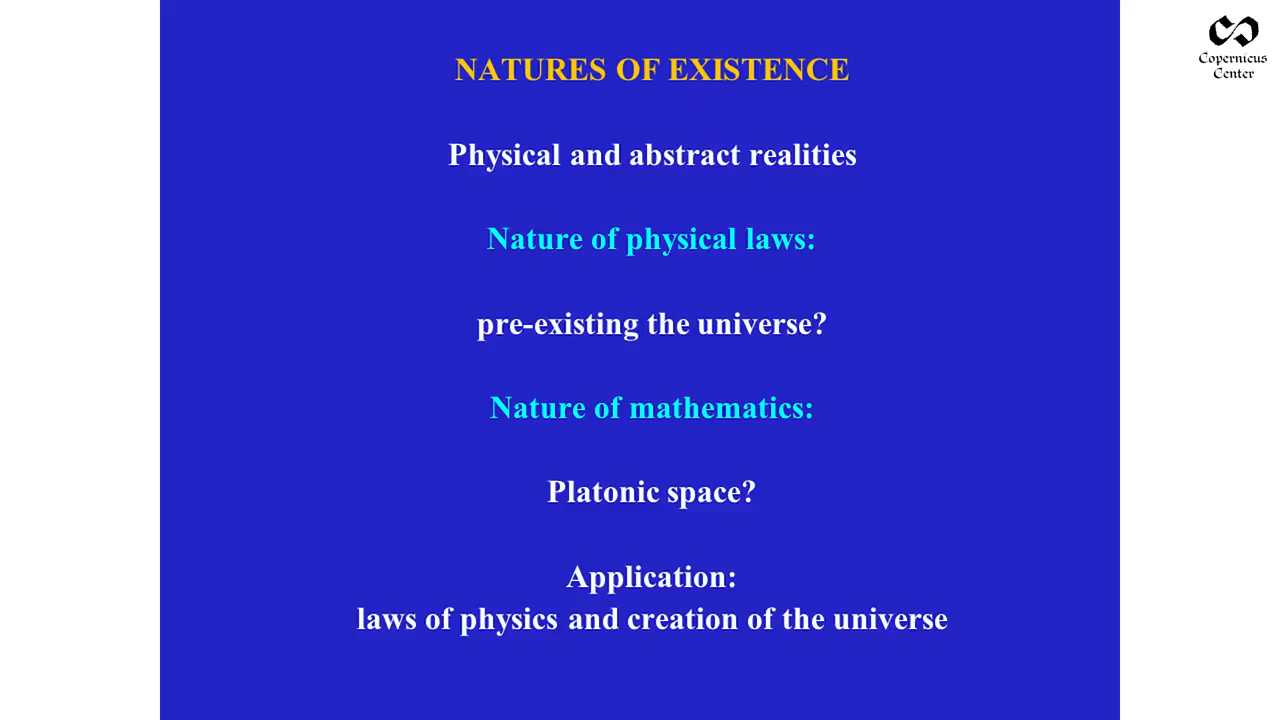 NATURES OF EXISTENCE
Physical and abstract realities
Nature of physical laws:
pre-existing the universe?
Nature of mathematics:
Platonic space?
Application:
laws of physics and creation of the universe
Copernicus
Center